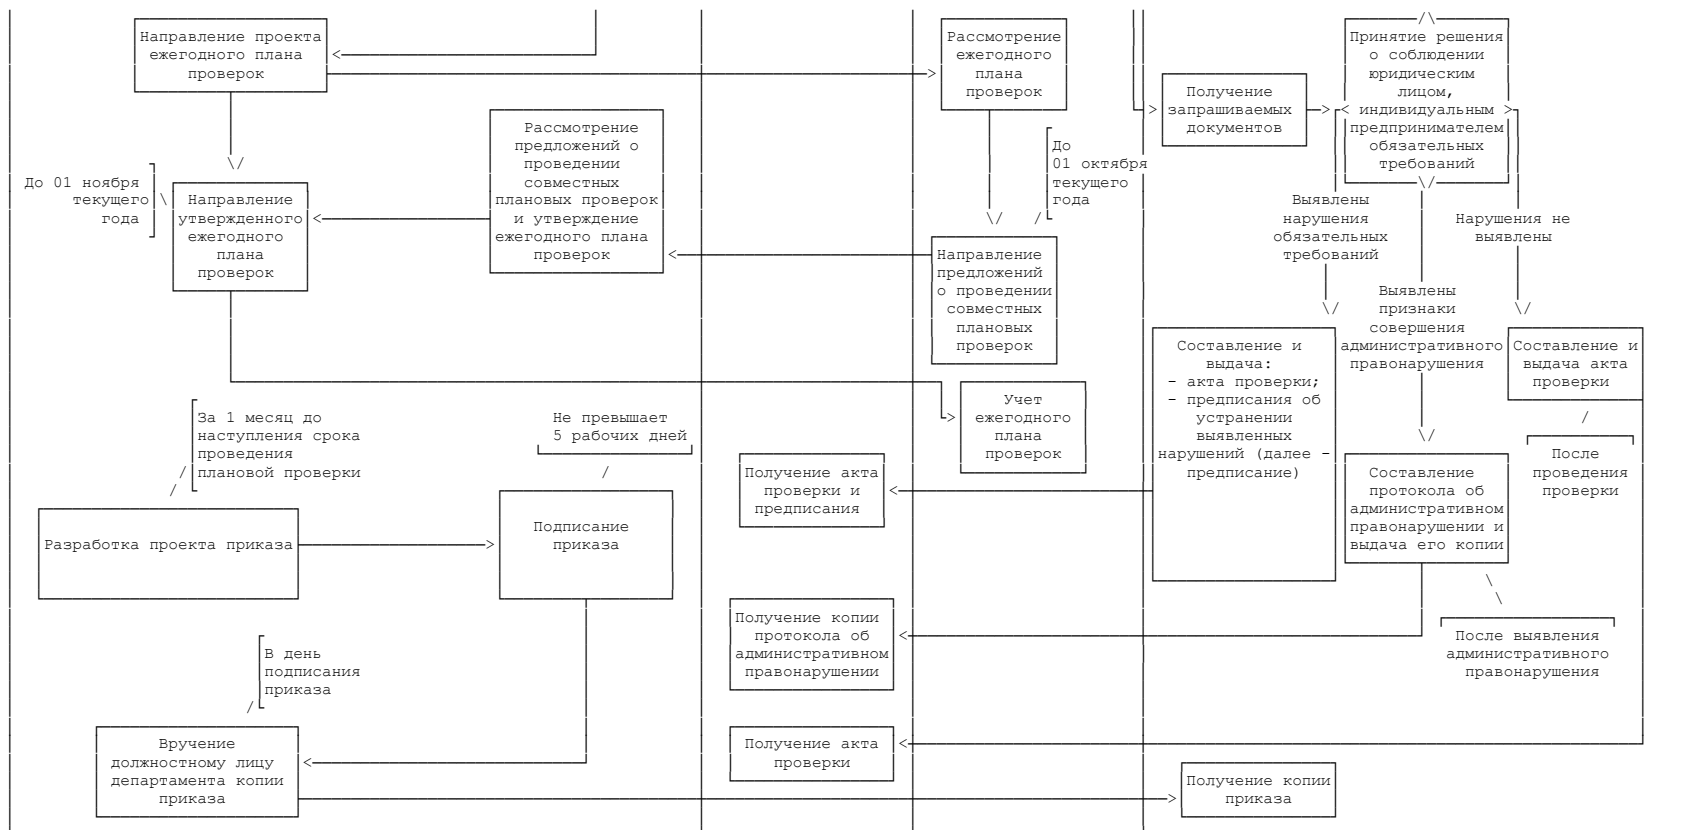 Направление проекта
ежегодного плана
проверок
Рассмотрение
ежегодного
плана
проверок
Принятие решения
о соблюдении
юридическим
лицом,
индивидуальным
предпринимателем
обязательных
требований
Получение
запрашиваемых
документов
Рассмотрение
предложений о
проведении
совместных
плановых проверок
и утверждение
ежегодного плана
проверок
До
01 октября
текущего
года
До 01 ноября
текущего
года
Направление
утвержденного
ежегодного
плана
проверок
Направление
предложений
о проведении
совместных
плановых
проверок
Выявлены
нарушения
обязательных
требований
Нарушения не
выявлены
Выявлены
признаки
совершения
административного
правонарушения
Составление и
выдача:
- акта проверки;
- предписания об
устранении
выявленных
нарушений (далее -
предписание)
Составление и
выдача акта
проверки
Учет
ежегодного
плана
проверок
За 1 месяц до
наступления срока
проведения
плановой проверки
Не превышает
5 рабочих дней
Получение акта
проверки и
предписания
Составление
протокола об
административном
правонарушении и
выдача его копии
После
проведения
проверки
Разработка проекта приказа
Подписание
приказа
Получение копии
протокола об
административном
правонарушении
После выявления
административного
правонарушения
В день
подписания
приказа
Вручение
должностному лицу
департамента копии
приказа
Получение акта
проверки
Получение копии
приказа